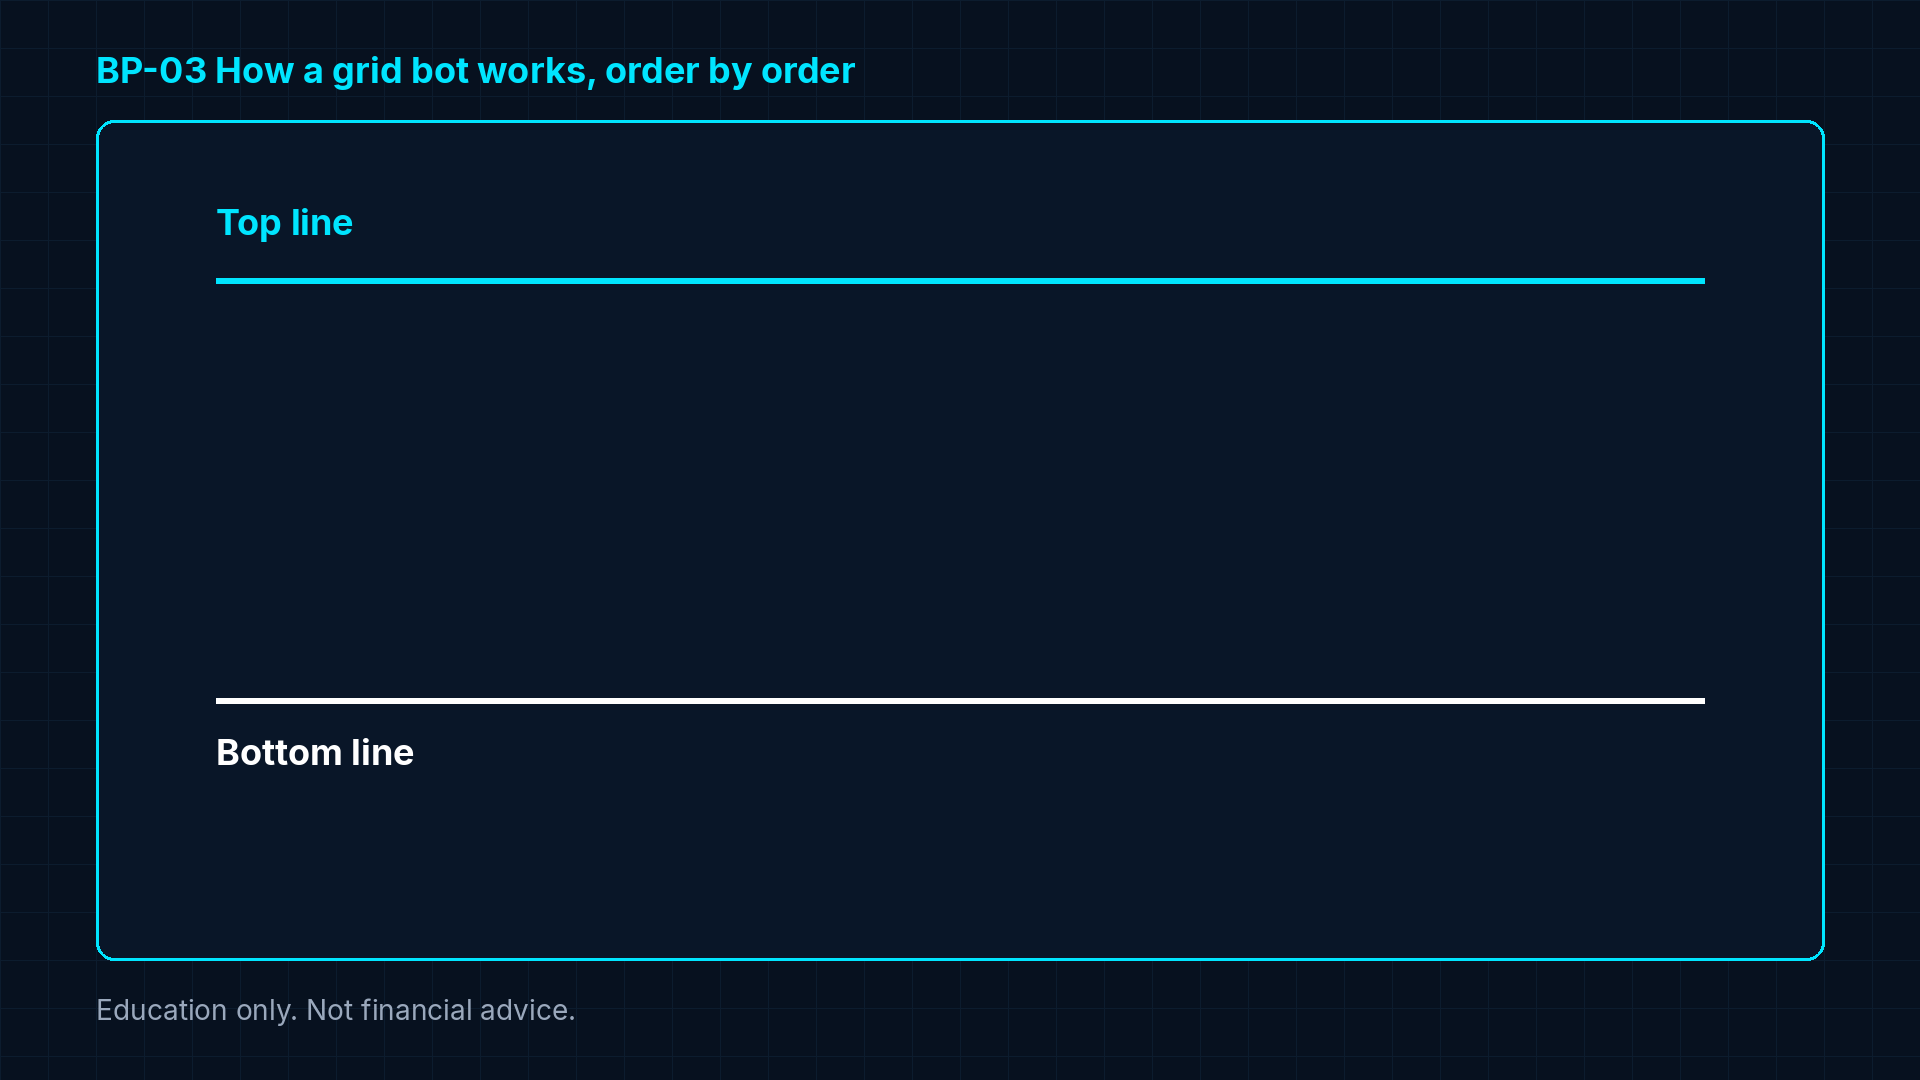 BP-03 How a grid bot works, order by order
Top line
Bottom line
Education only. Not financial advice.